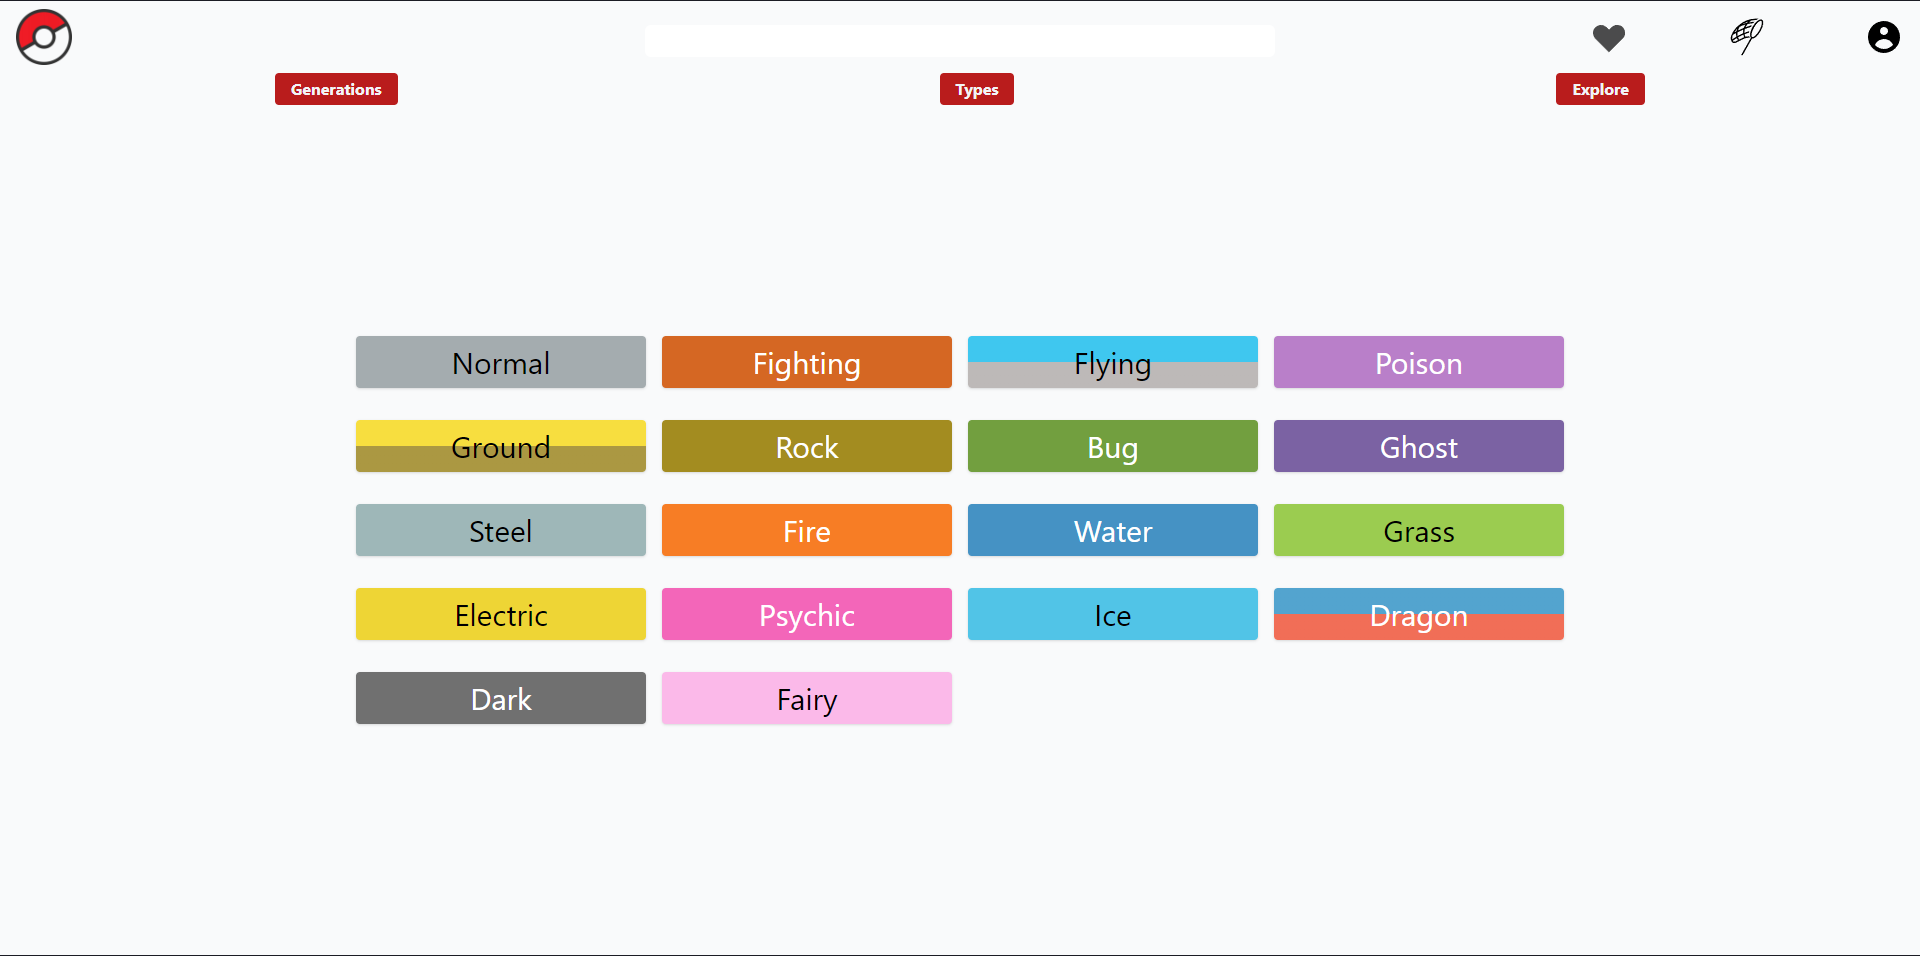 Generations Types Explore
Normal Fighting Flying Poison
Ground Rock Bug Ghost
Steel Fire Water Grass
Electric Psychic Ice Dragon
Dark Fairy